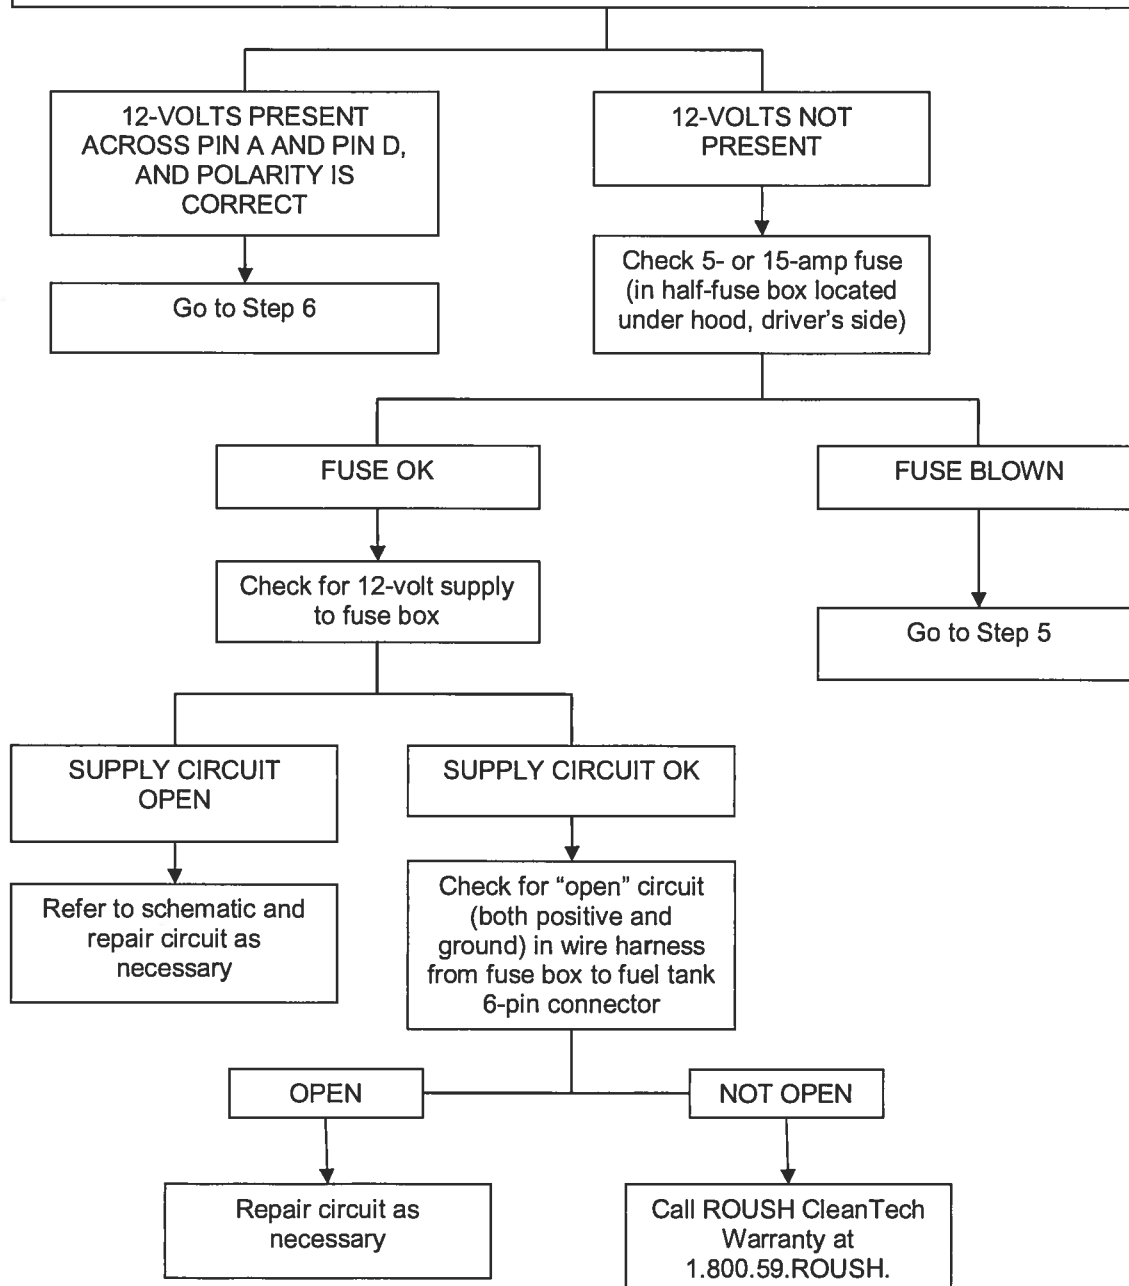 12-VOLTS PRESENT
ACROSS PIN A AND PIN D,
AND POLARITY IS
CORRECT
12-VOLTS NOT
PRESENT
Go to Step 6
Check 5- or 15-amp fuse
(in half-fuse box located
under hood, driver's side)
FUSE OK
FUSE BLOWN
Check for 12-volt supply
to fuse box
Go to Step 5
SUPPLY CIRCUIT
OPEN
SUPPLY CIRCUIT OK
Refer to schematic and
repair circuit as
necessary
Check for “open” circuit
(both positive and
ground) in wire harness
from fuse box to fuel tank
6-pin connector
OPEN
NOT OPEN
Repair circuit as
necessary
Call ROUSH CleanTech
Warranty at
1.800.59.ROUSH.